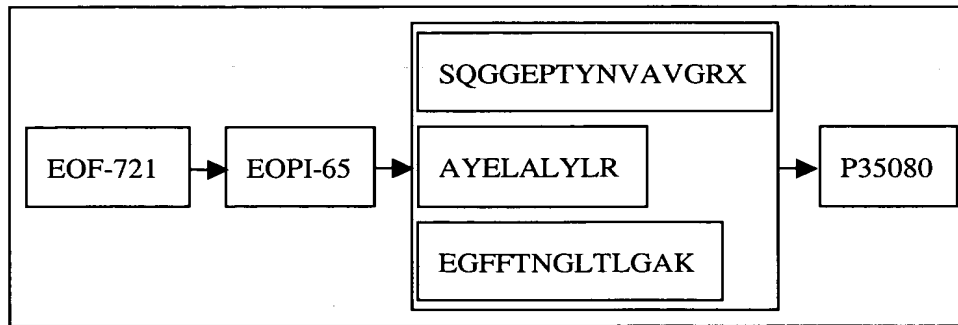 EOF-721
EOPI-65
SQGGEPTYNVAVGRX
AYELALYLR
EGFFTNGLTLGAK
P35080